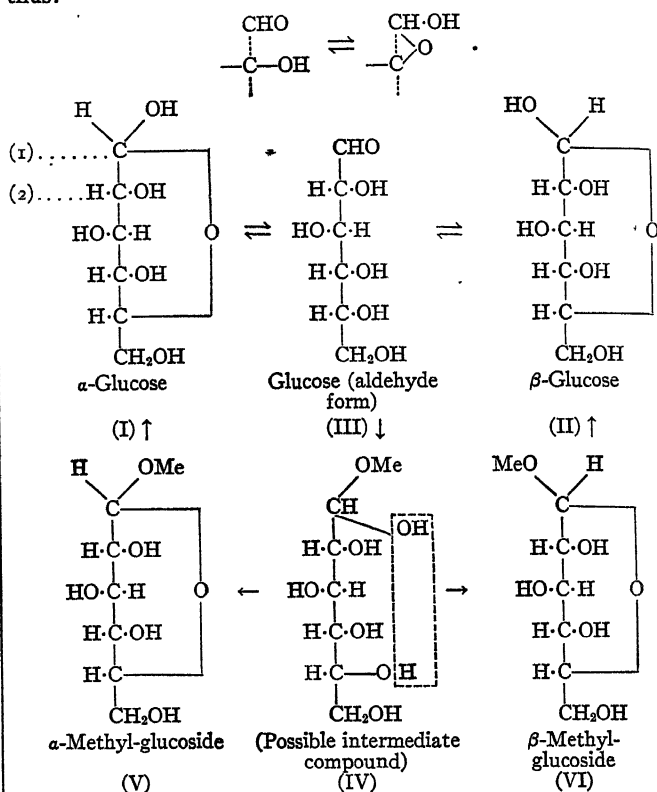 thus:
CHO CH·OH
—C—OH ⇌ —C O .
H OH HO H
(1)........C C
CHO
(2).....H·C·OH H·C·OH H·C·OH
HO·C·H O ⇌ HO·C·H ⇌ HO·C·H O
H·C·OH H·C·OH H·C·OH
H·C H·C·OH H·C
CH₂OH CH₂OH CH₂OH
α-Glucose Glucose (aldehyde β-Glucose
form)
(I) ↑ (III) ↓ (II) ↑
H OMe OMe MeO H
C CH C
OH
H·C·OH H·C·OH H·C·OH
HO·C·H O ← HO·C·H → HO·C·H O
H·C·OH H·C·OH H·C·OH
H·C H·C—OH H·C
CH₂OH CH₂OH CH₂OH
α-Methyl-glucoside (Possible intermediate β-Methyl-
compound) glucoside
(V) (IV) (VI)